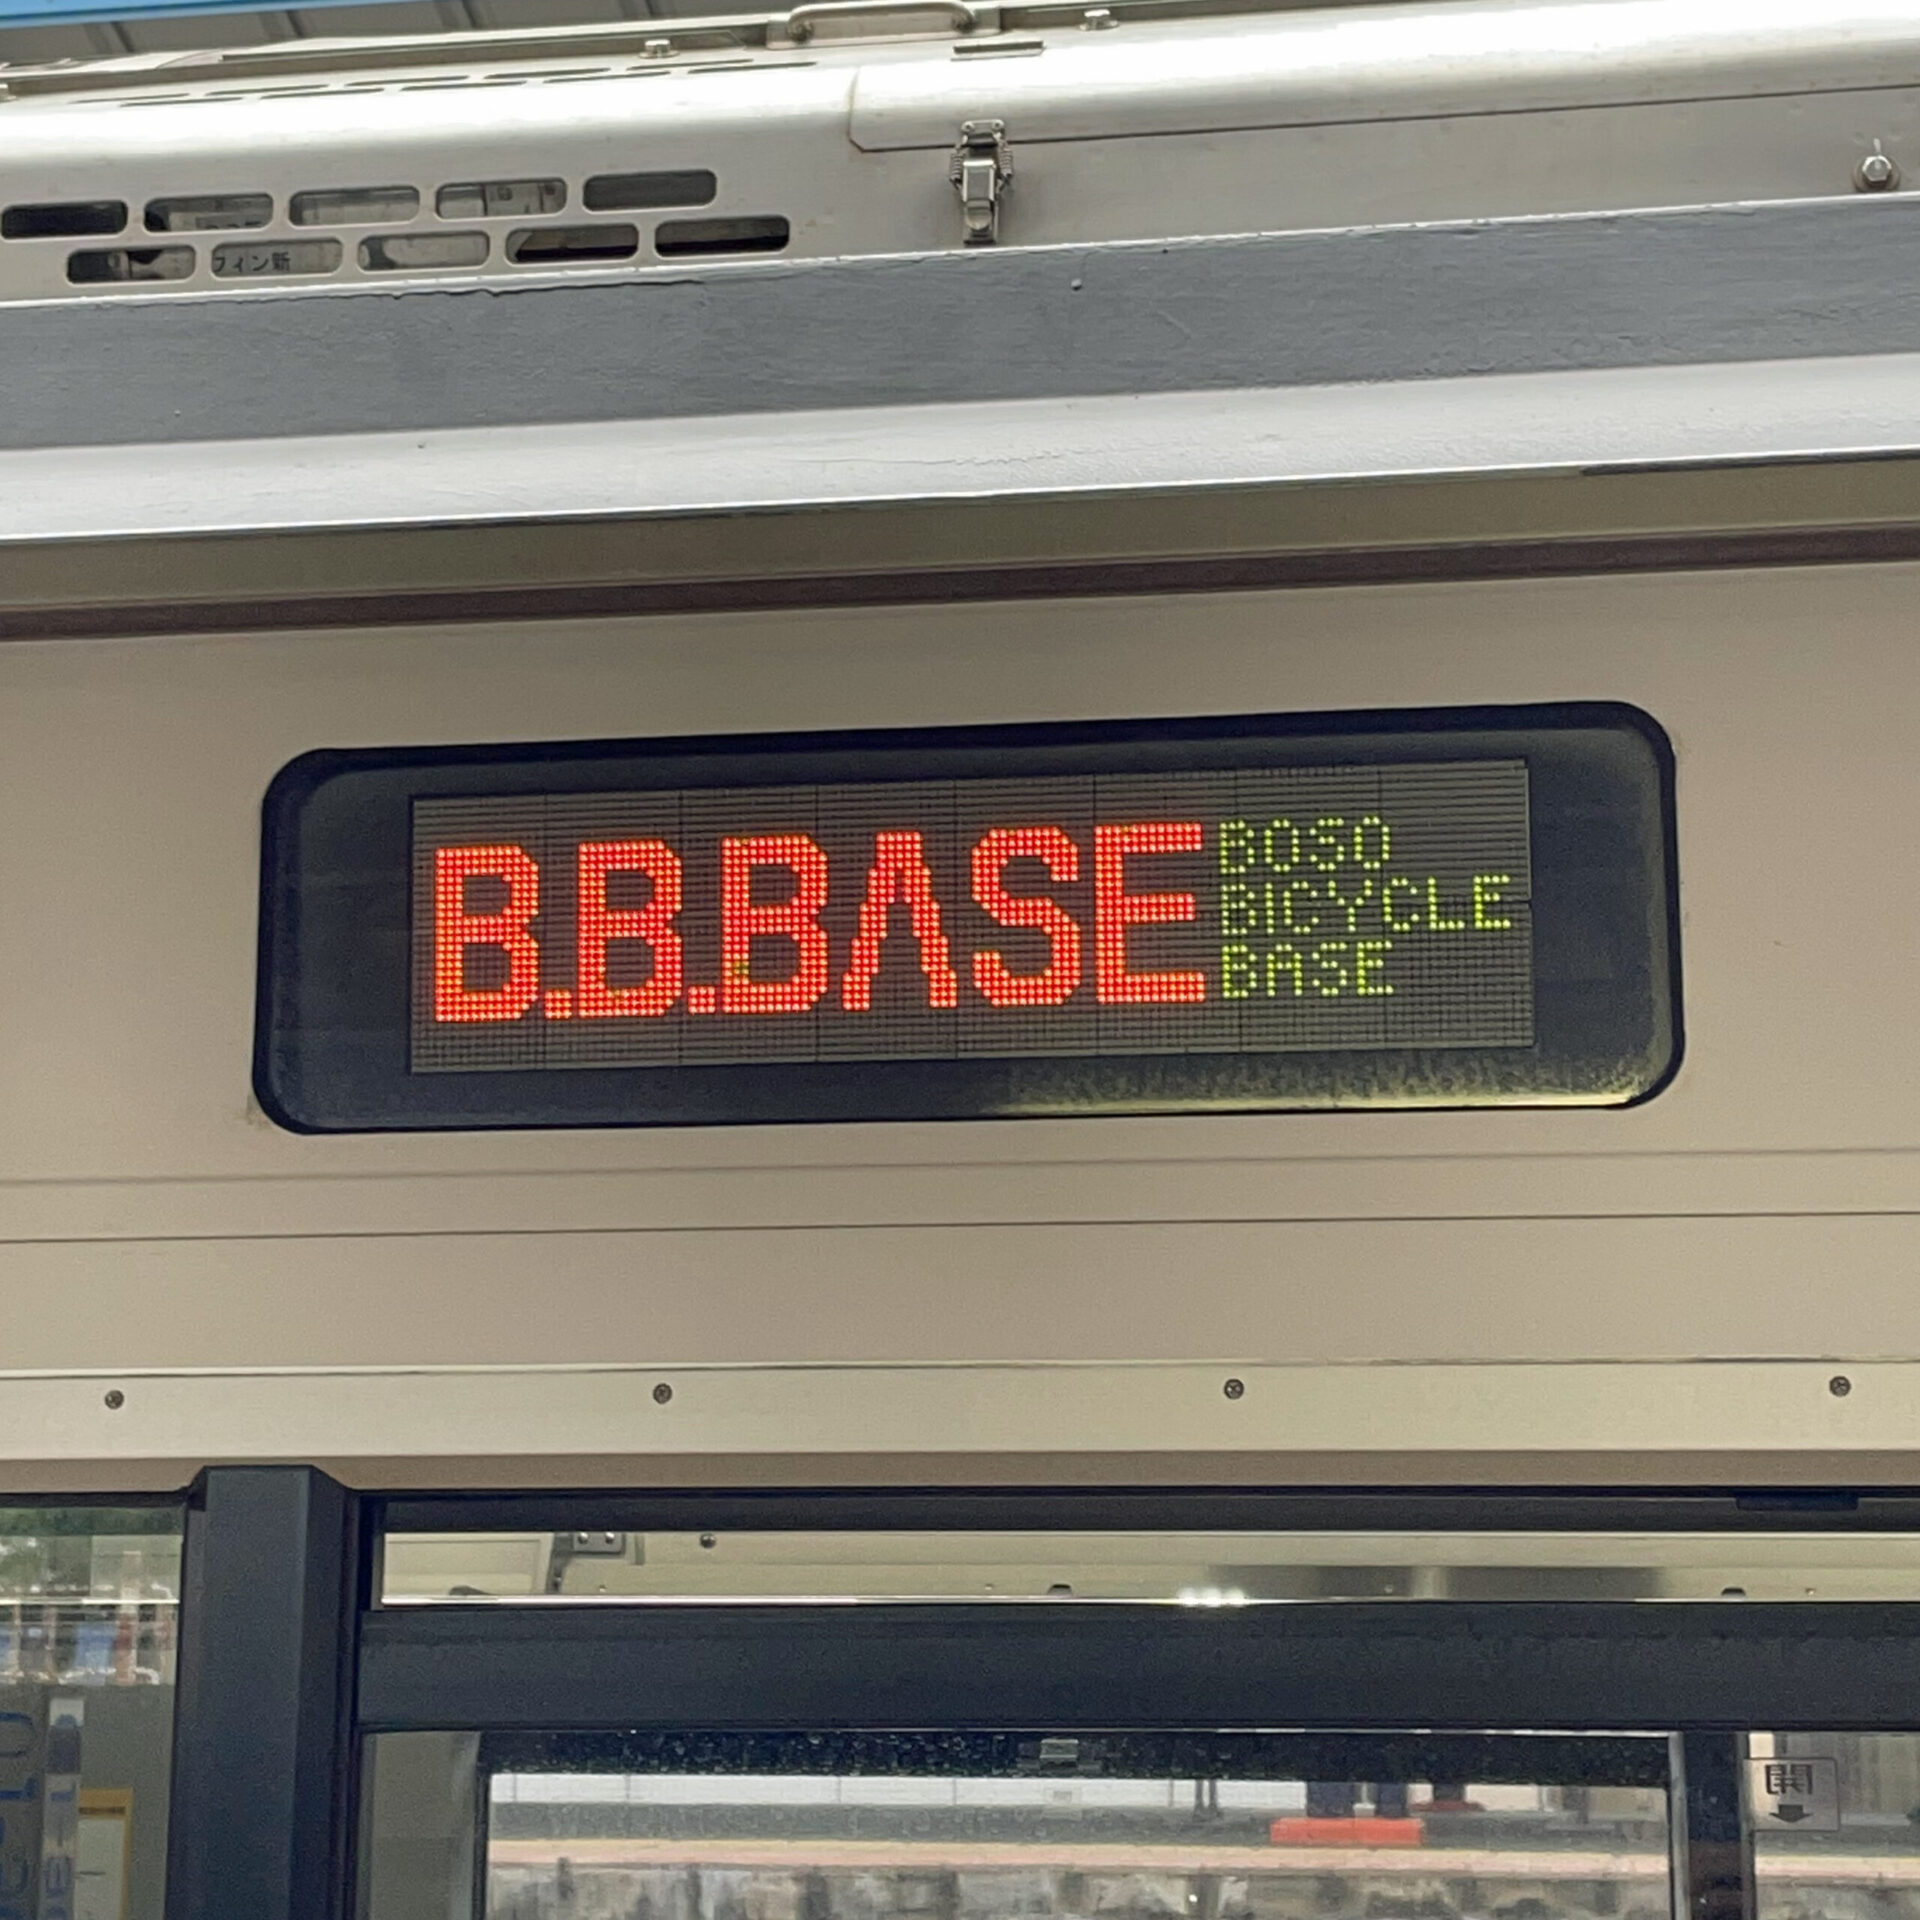 フィン新
B.B.BASE
BOSO
BICYCLE
BASE
開